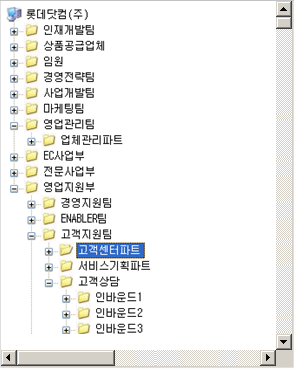 롯데닷컴(주)
인재개발팀
상품공급업체
임원
경영전략팀
사업개발팀
마케팅팀
영업관리팀
업체관리파트
EC사업부
전문사업부
영업지원부
경영지원팀
ENABLER팀
고객지원팀
고객센터파트
서비스기획파트
고객상담
인바운드1
인바운드2
인바운드3